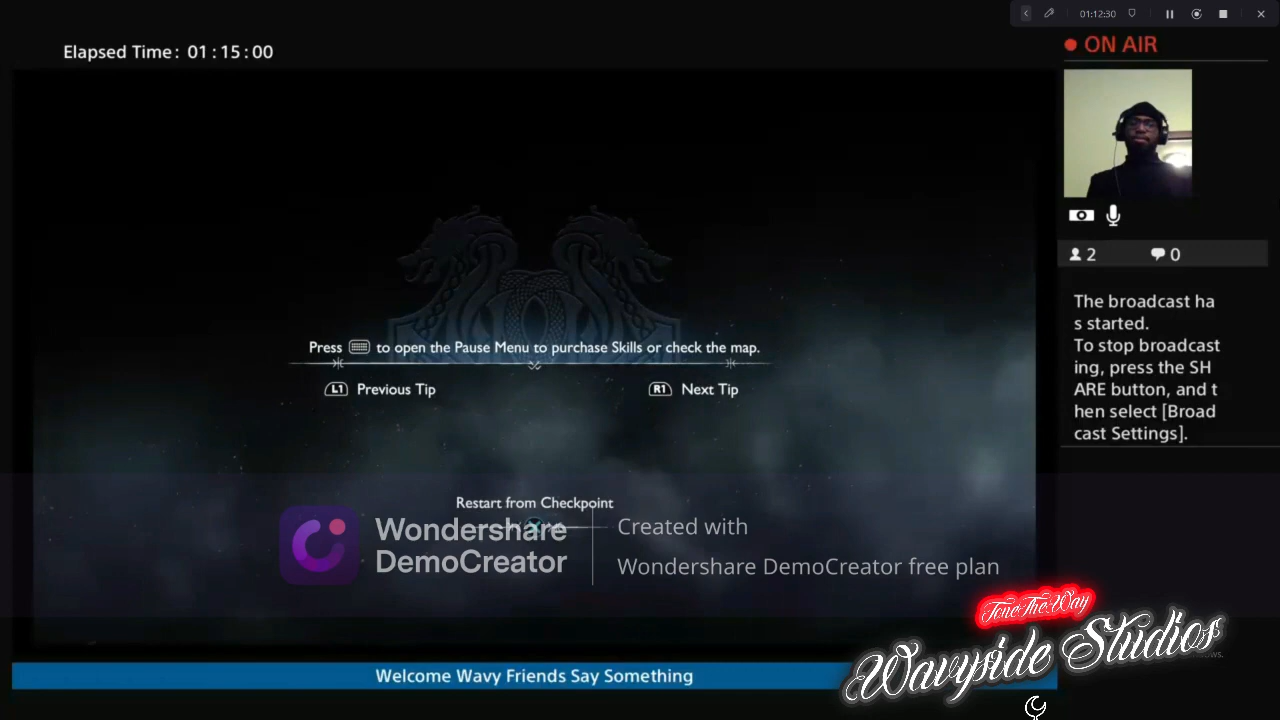 01:12:30
Elapsed Time: 01:15:00
ON AIR
2 0
The broadcast ha
s started.
To stop broadcast
ing, press the SH
ARE button, and t
hen select [Broad
cast Settings].
Press to open the Pause Menu to purchase Skills or check the map.
L1 Previous Tip
R1 Next Tip
Restart from Checkpoint
Wondershare
DemoCreator
Created with
Wondershare DemoCreator free plan
ToneTheWay
Wavyside Studios
Welcome Wavy Friends Say Something